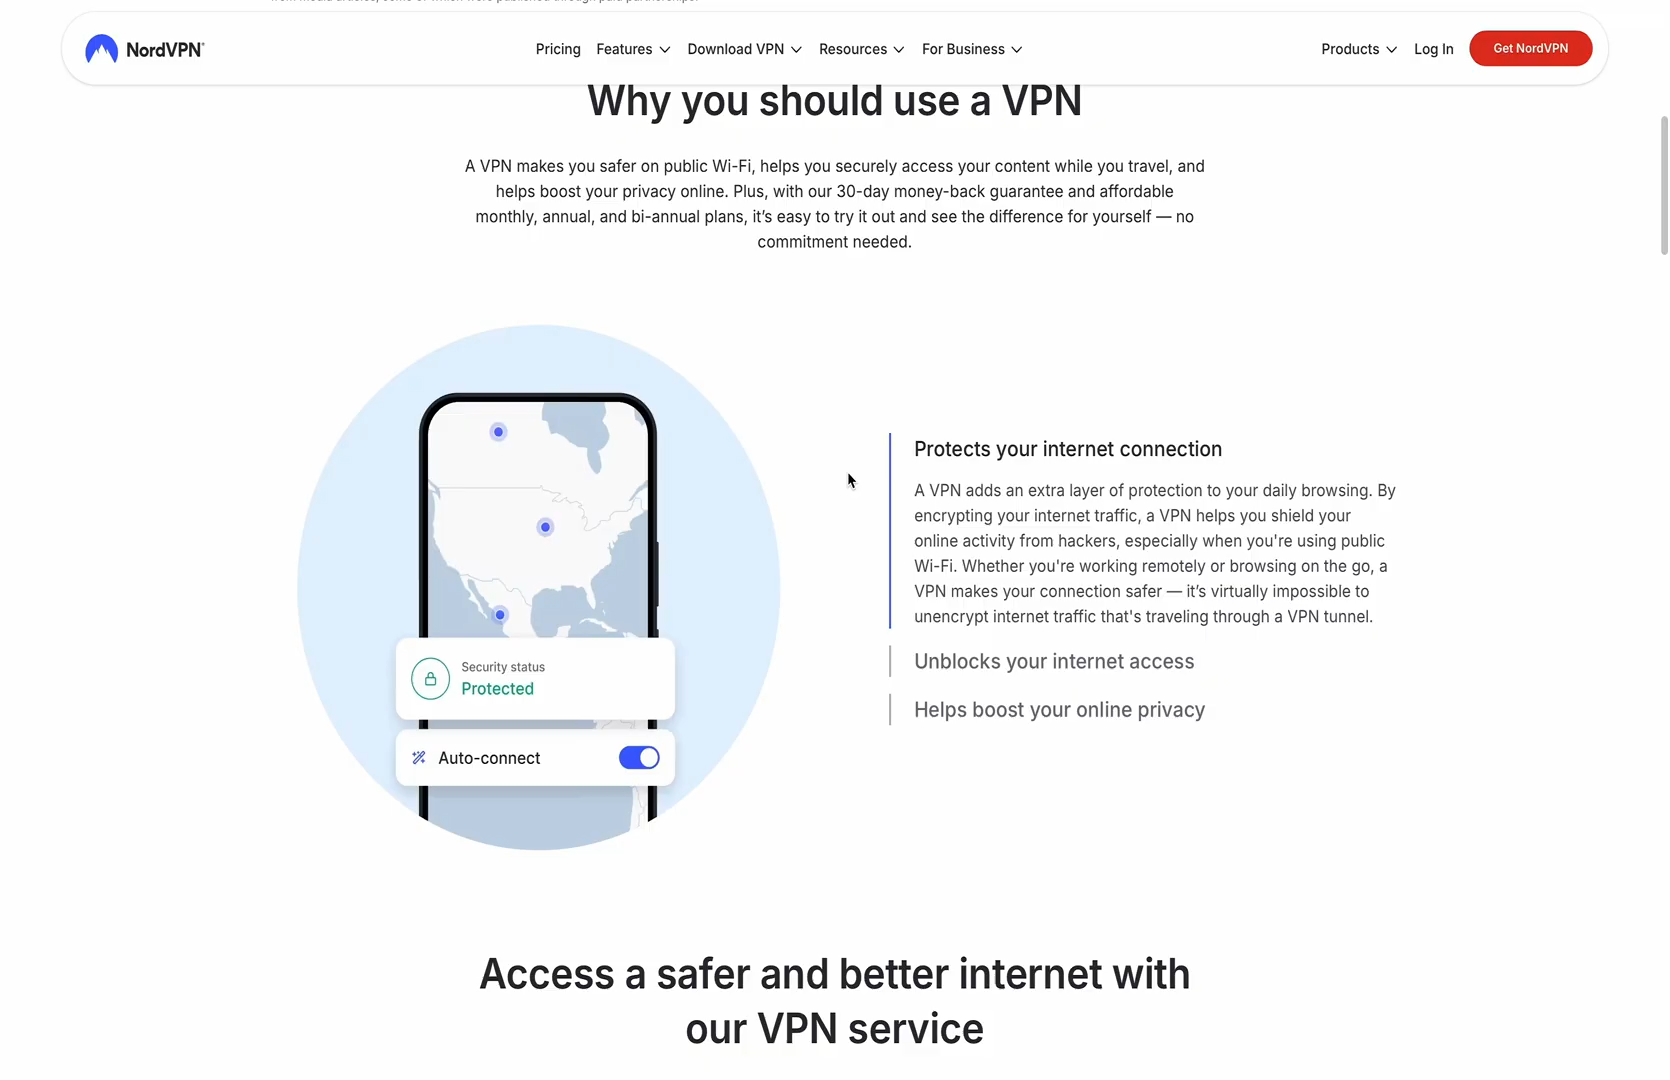 NordVPN®
Pricing
Features
Download VPN
Resources
For Business
Products
Log In
Get NordVPN
Why you should use a VPN
A VPN makes you safer on public Wi-Fi, helps you securely access your content while you travel, and
helps boost your privacy online. Plus, with our 30-day money-back guarantee and affordable
monthly, annual, and bi-annual plans, it’s easy to try it out and see the difference for yourself — no
commitment needed.
Security status
Protected
Auto-connect
Protects your internet connection
A VPN adds an extra layer of protection to your daily browsing. By
encrypting your internet traffic, a VPN helps you shield your
online activity from hackers, especially when you're using public
Wi-Fi. Whether you're working remotely or browsing on the go, a
VPN makes your connection safer — it’s virtually impossible to
unencrypt internet traffic that's traveling through a VPN tunnel.
Unblocks your internet access
Helps boost your online privacy
Access a safer and better internet with
our VPN service